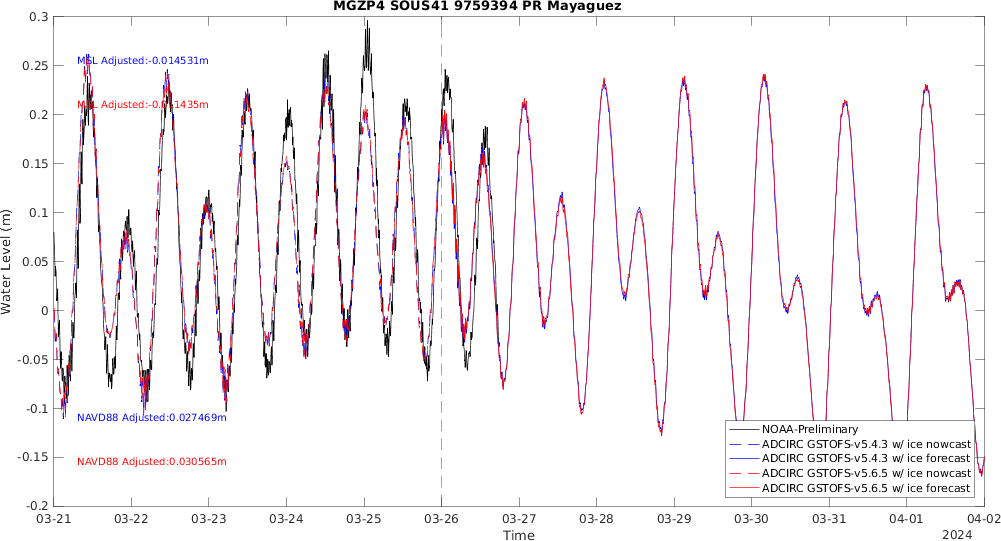 MGZP4 SOUS41 9759394 PR Mayaguez
0.3
0.25
0.2
0.15
0.1
0.05
0
-0.05
-0.1
-0.15
-0.2
Water Level (m)
MSL Adjusted:-0.014531m
MSL Adjusted:-0.011435m
NAVD88 Adjusted:0.027469m
NAVD88 Adjusted:0.030565m
NOAA-Preliminary
ADCIRC GSTOFS-v5.4.3 w/ ice nowcast
ADCIRC GSTOFS-v5.4.3 w/ ice forecast
ADCIRC GSTOFS-v5.6.5 w/ ice nowcast
ADCIRC GSTOFS-v5.6.5 w/ ice forecast
03-21 03-22 03-23 03-24 03-25 03-26 03-27 03-28 03-29 03-30 03-31 04-01 04-02
Time
2024